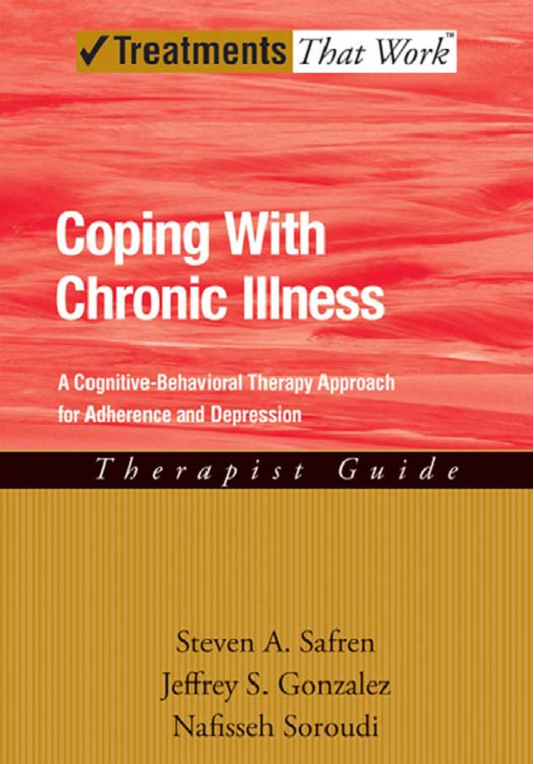 ✓ Treatments That Work™
Coping With
Chronic Illness
A Cognitive-Behavioral Therapy Approach
for Adherence and Depression
Therapist Guide
Steven A. Safren
Jeffrey S. Gonzalez
Nafisseh Soroudi